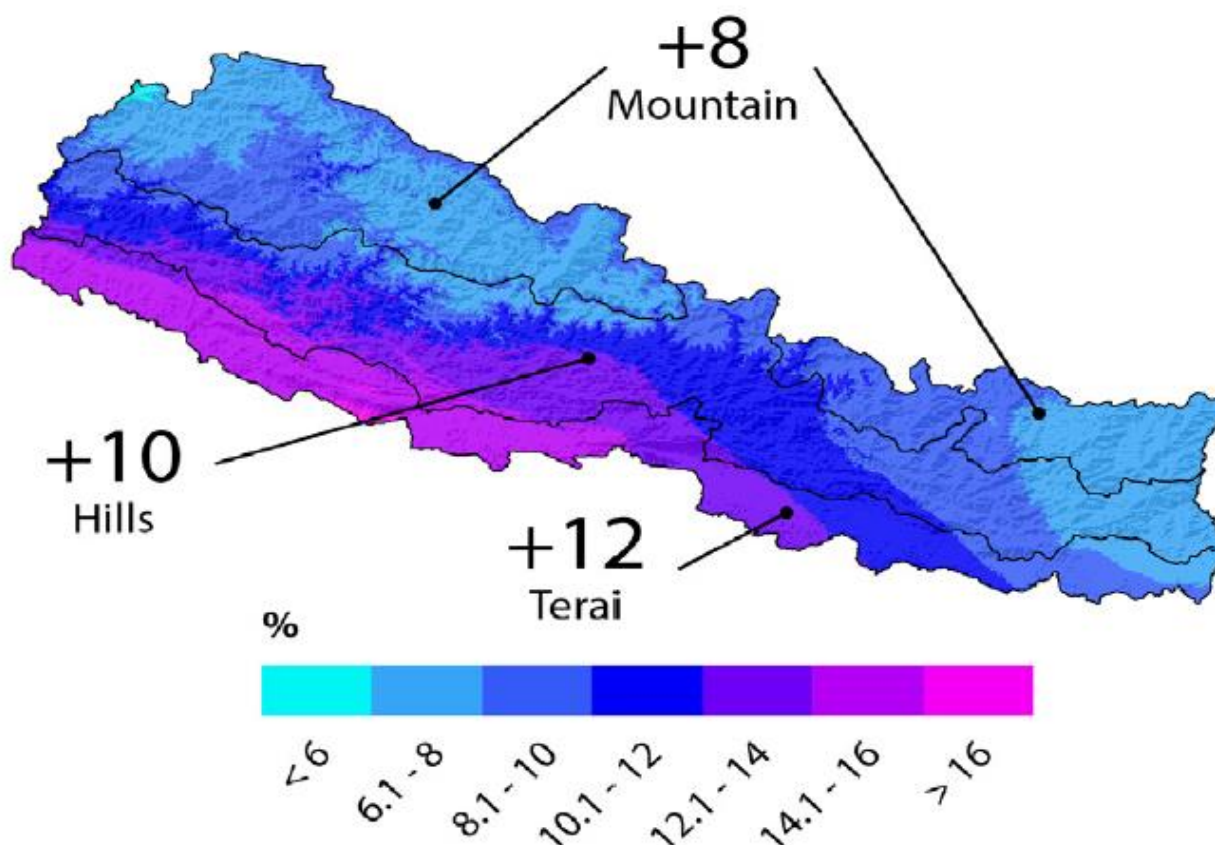 +8
Mountain
+10
Hills
+12
Terai
%
< 6
6.1 - 8
8.1 - 10
10.1 - 12
12.1 - 14
14.1 - 16
> 16